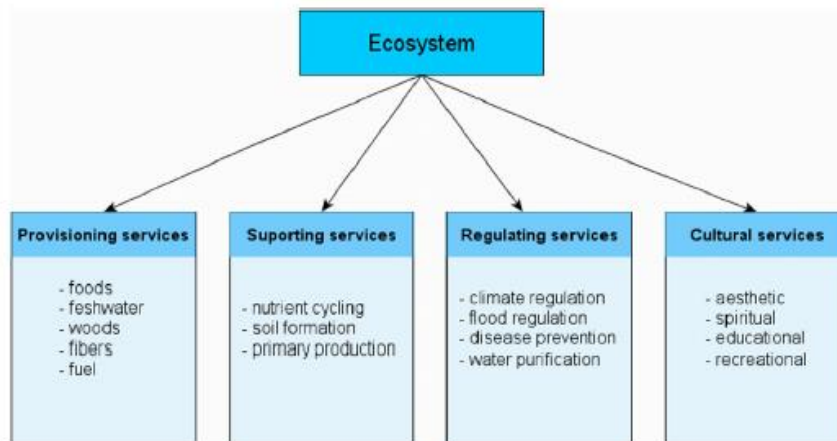 Ecosystem
Provisioning services
- foods
- feshwater
- woods
- fibers
- fuel
Suporting services
- nutrient cycling
- soil formation
- primary production
Regulating services
- climate regulation
- flood regulation
- disease prevention
- water purification
Cultural services
- aesthetic
- spiritual
- educational
- recreational